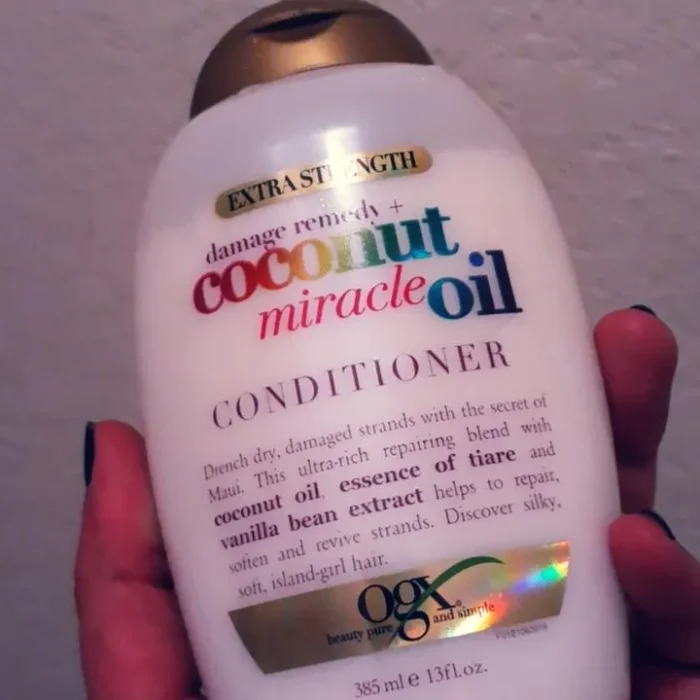 EXTRA STRENGTH
damage remedy +
coconut
miracle oil
CONDITIONER
Drench dry, damaged strands with the secret of
Maui. This ultra-rich repairing blend with
coconut oil, essence of tiare and
vanilla bean extract helps to repair,
soften and revive strands. Discover silky,
soft, island-girl hair.
ogx®
beauty pure and simple
385 ml e 13fl.oz.